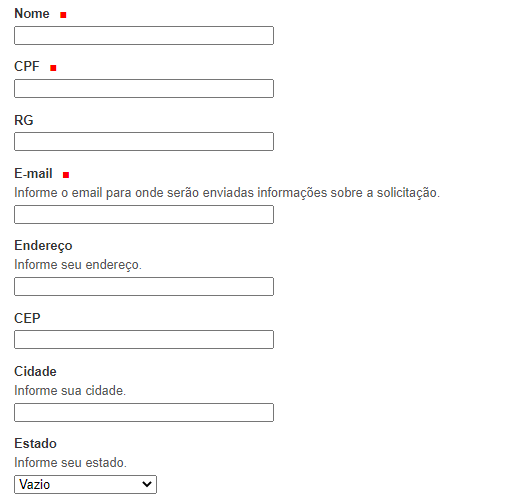 Nome
CPF
RG
E-mail
Informe o email para onde serão enviadas informações sobre a solicitação.
Endereço
Informe seu endereço.
CEP
Cidade
Informe sua cidade.
Estado
Informe seu estado.
Vazio